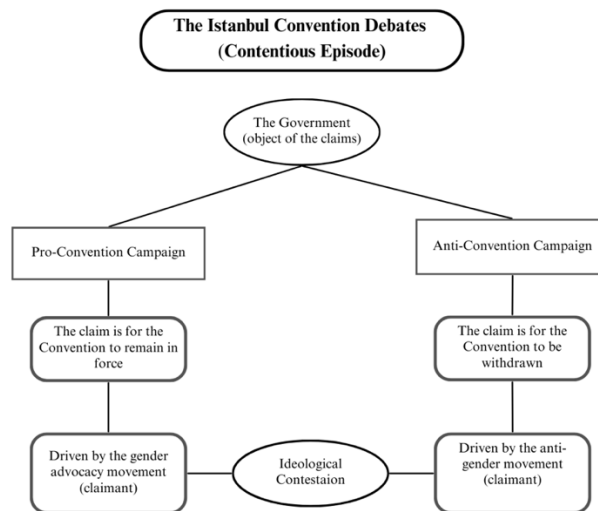 The Istanbul Convention Debates
(Contentious Episode)
The Government
(object of the claims)
Pro-Convention Campaign
Anti-Convention Campaign
The claim is for the
Convention to remain in
force
The claim is for the
Convention to be
withdrawn
Driven by the gender
advocacy movement
(claimant)
Ideological
Contestaion
Driven by the anti-
gender movement
(claimant)